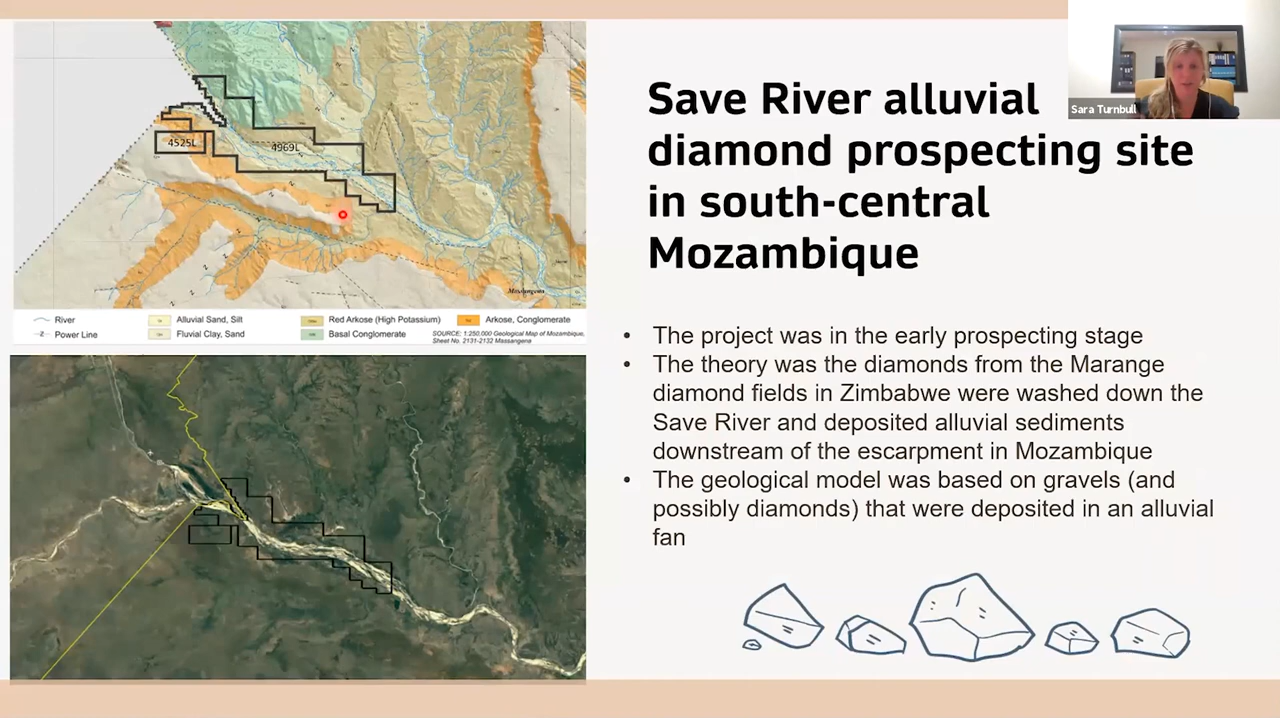 Save River alluvial
diamond prospecting site
in south-central
Mozambique
Sara Turnbull
4525L
4969L
Massangena
River
Power Line
Alluvial Sand, Silt
Fluvial Clay, Sand
Red Arkose (High Potassium)
Basal Conglomerate
Arkose, Conglomerate
SOURCE: 1:250,000 Geological Map of Mozambique,
Sheet No. 2131-2132 Massangena
• The project was in the early prospecting stage
• The theory was the diamonds from the Marange
diamond fields in Zimbabwe were washed down the
Save River and deposited alluvial sediments
downstream of the escarpment in Mozambique
• The geological model was based on gravels (and
possibly diamonds) that were deposited in an alluvial
fan